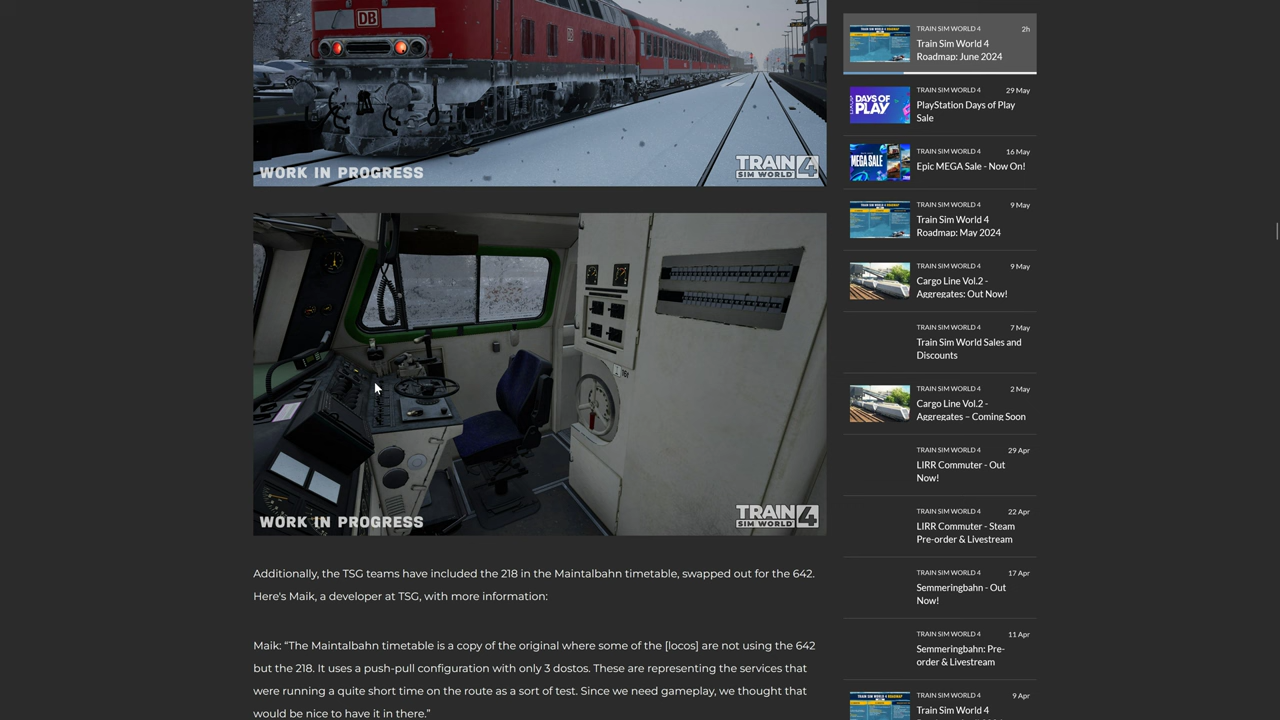 DB
WORK IN PROGRESS
TRAIN
SIM WORLD 4
WORK IN PROGRESS
TRAIN
SIM WORLD 4
Additionally, the TSG teams have included the 218 in the Maintalbahn timetable, swapped out for the 642.
Here's Maik, a developer at TSG, with more information:
Maik: “The Maintalbahn timetable is a copy of the original where some of the [locos] are not using the 642
but the 218. It uses a push-pull configuration with only 3 dostos. These are representing the services that
were running a quite short time on the route as a sort of test. Since we need gameplay, we thought that
would be nice to have it in there.”
TRAIN SIM WORLD 4 2h
Train Sim World 4
Roadmap: June 2024
DAYS OF
PLAY
TRAIN SIM WORLD 4 29 May
PlayStation Days of Play
Sale
MEGA SALE
TRAIN SIM WORLD 4 16 May
Epic MEGA Sale - Now On!
TRAIN SIM WORLD 4 9 May
Train Sim World 4
Roadmap: May 2024
TRAIN SIM WORLD 4 9 May
Cargo Line Vol.2 -
Aggregates: Out Now!
TRAIN SIM WORLD 4 7 May
Train Sim World Sales and
Discounts
TRAIN SIM WORLD 4 2 May
Cargo Line Vol.2 -
Aggregates – Coming Soon
TRAIN SIM WORLD 4 29 Apr
LIRR Commuter - Out
Now!
TRAIN SIM WORLD 4 22 Apr
LIRR Commuter - Steam
Pre-order & Livestream
TRAIN SIM WORLD 4 17 Apr
Semmeringbahn - Out
Now!
TRAIN SIM WORLD 4 11 Apr
Semmeringbahn: Pre-
order & Livestream
TRAIN SIM WORLD 4 9 Apr
Train Sim World 4